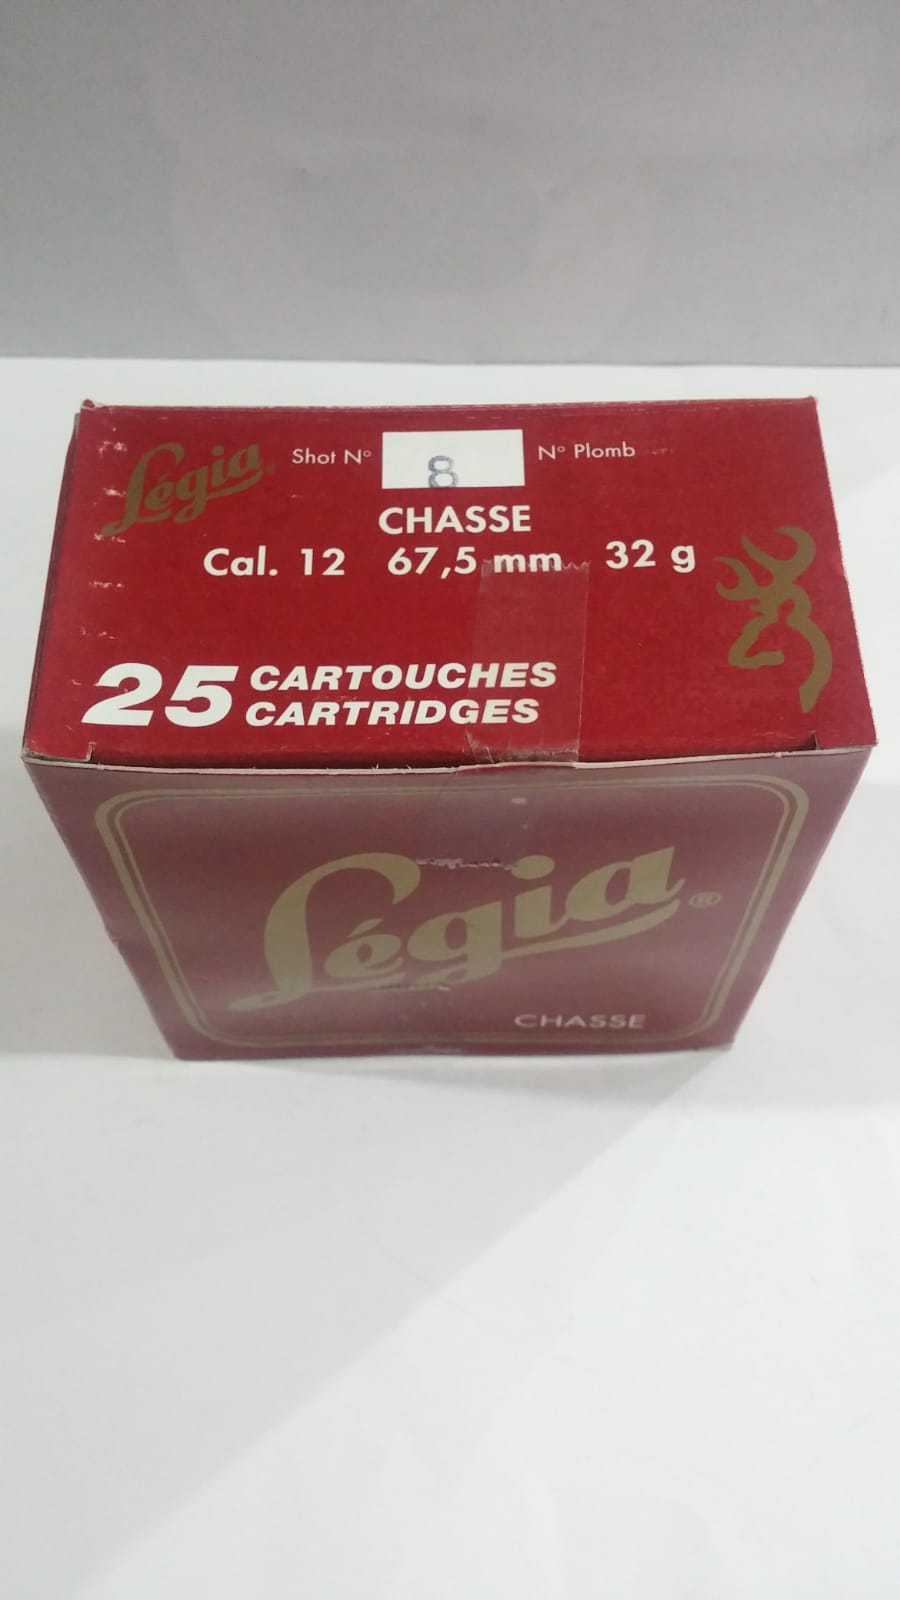 Légia
Shot N° 8 N° Plomb
CHASSE
Cal. 12 67,5 mm 32 g
25 CARTOUCHES
CARTRIDGES
Légia ®
CHASSE